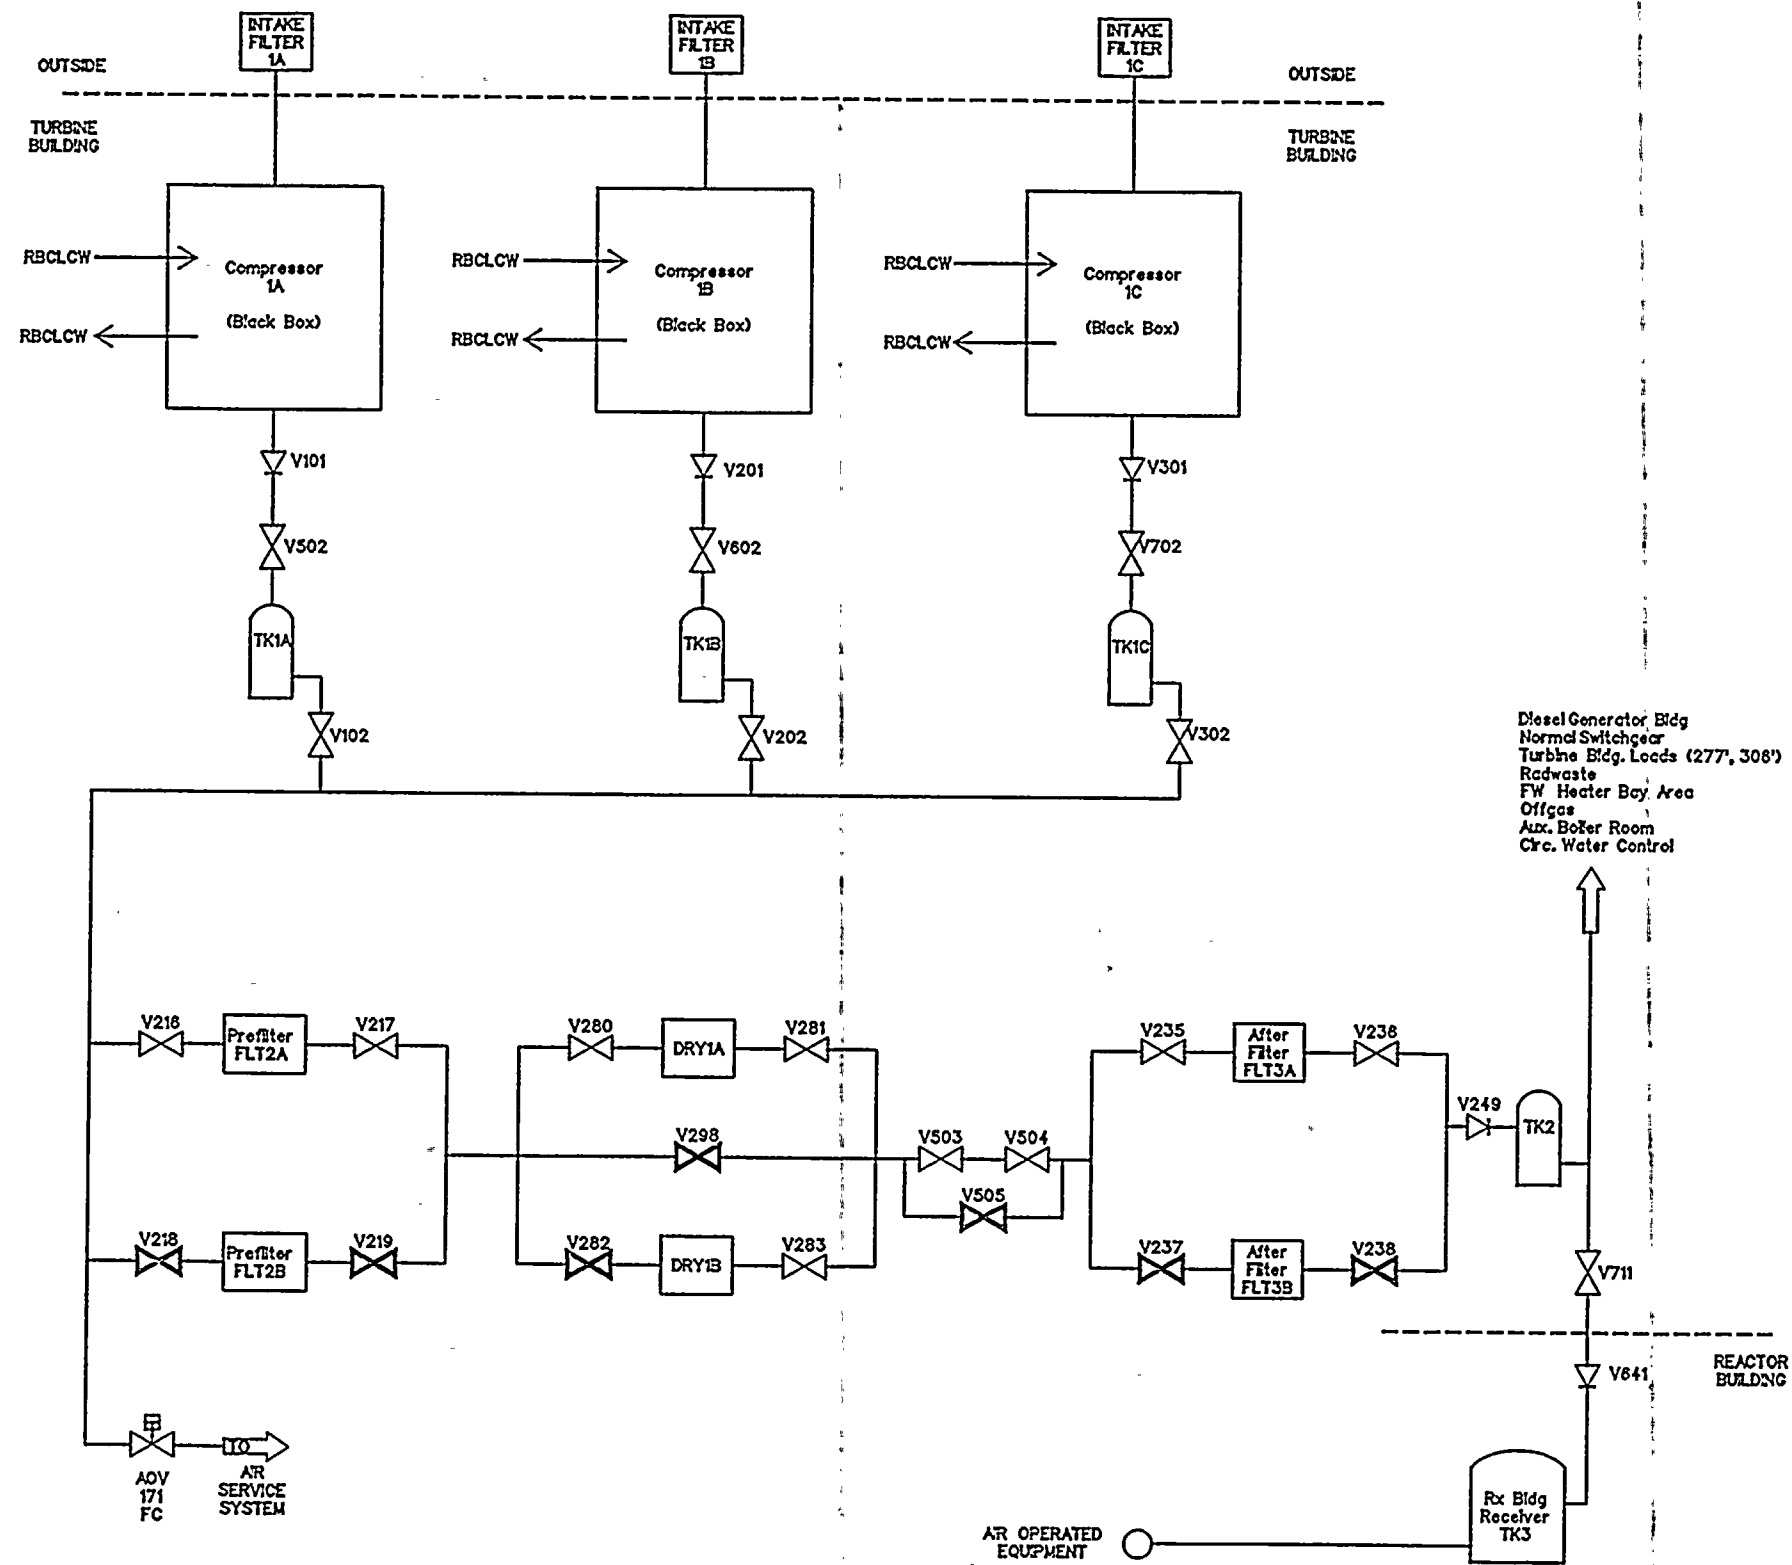 INTAKE
FILTER
1A
INTAKE
FILTER
1B
INTAKE
FILTER
1C
OUTSIDE
OUTSIDE
TURBINE
BUILDING
TURBINE
BUILDING
RBCLCW
Compressor
1A
(Black Box)
RBCLCW
RBCLCW
Compressor
1B
(Black Box)
RBCLCW
RBCLCW
Compressor
1C
(Black Box)
RBCLCW
V101
V201
V301
V502
V602
V702
TK1A
TK1B
TK1C
V102
V202
V302
Diesel Generator Bldg
Normal Switchgear
Turbine Bldg. Loads (277', 306')
Radwaste
FW Heater Bay Area
Offgas
Aux. Boiler Room
Circ. Water Control
V216
Prefilter
FLT2A
V217
V280
DRY1A
V281
V235
After
Filter
FLT3A
V236
V298
V503
V504
V505
V249
TK2
V218
Prefilter
FLT2B
V219
V282
DRY1B
V283
V237
After
Filter
FLT3B
V238
V711
REACTOR
BUILDING
V641
AOV
171
FC
AIR
SERVICE
SYSTEM
Rx Bldg
Receiver
TK3
AIR OPERATED
EQUIPMENT